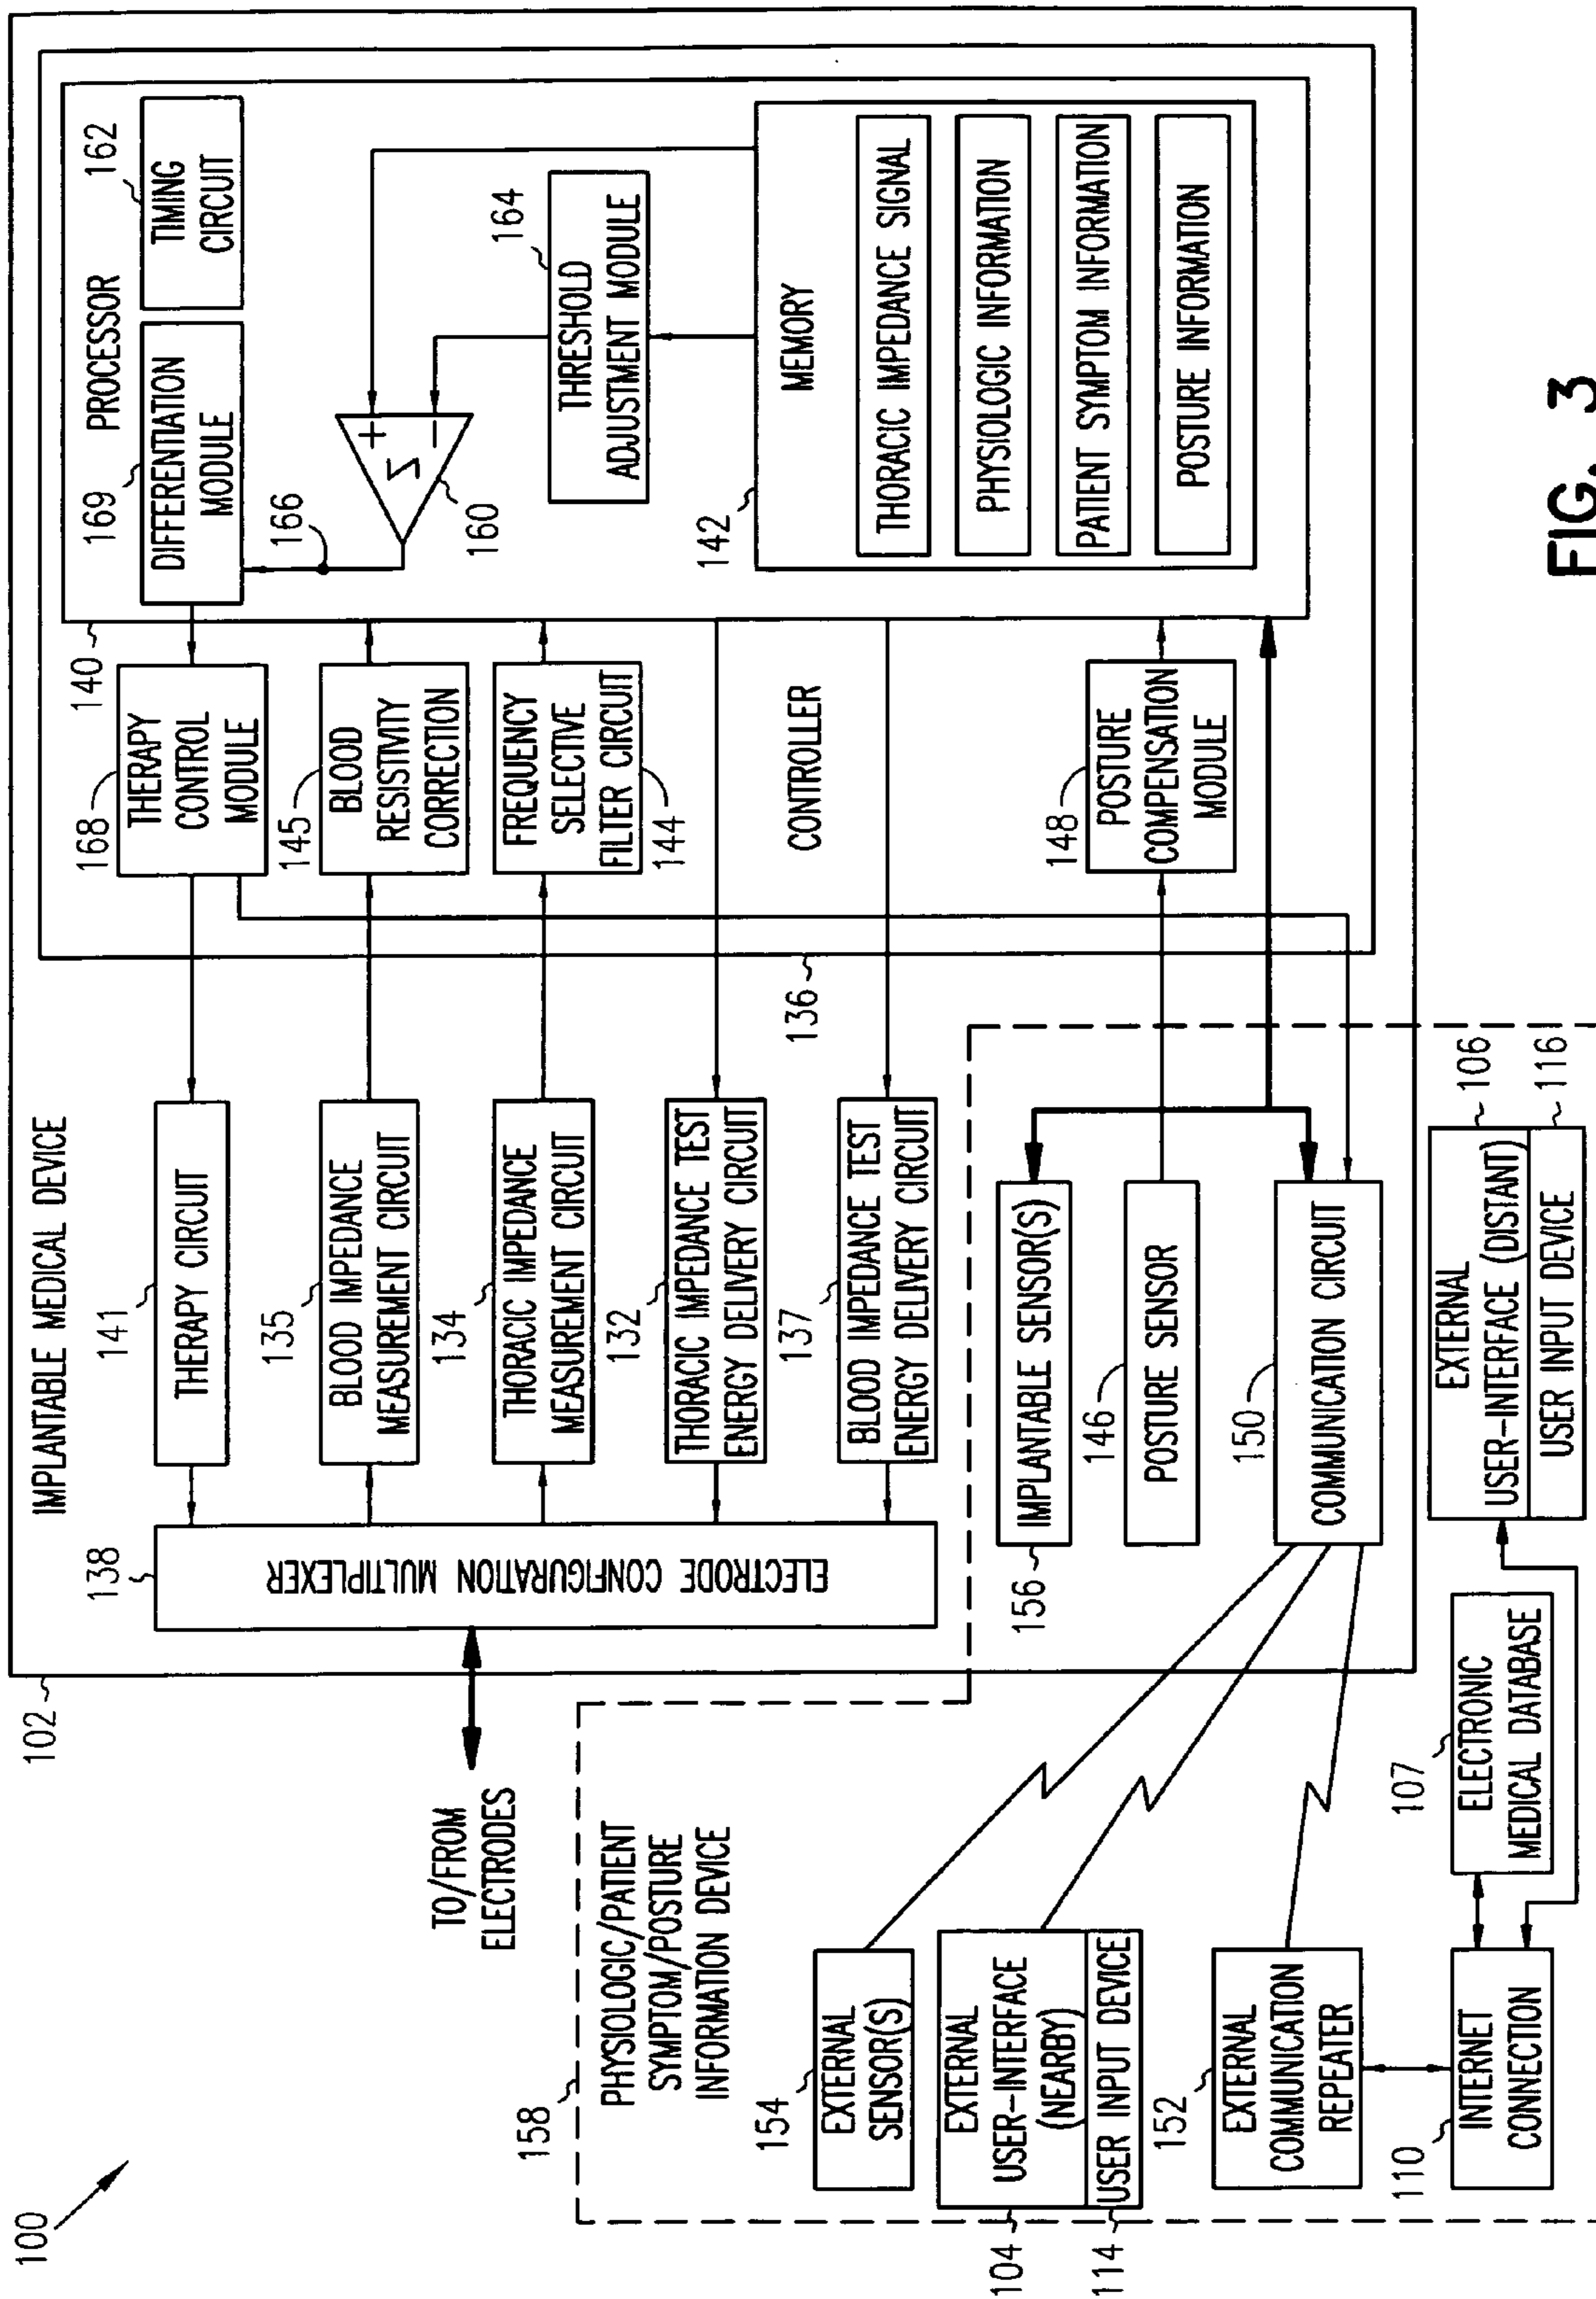 100
102
IMPLANTABLE MEDICAL DEVICE
TO/FROM
ELECTRODES
138
ELECTRODE CONFIGURATION MULTIPLEXER
141
THERAPY CIRCUIT
135
BLOOD IMPEDANCE
MEASUREMENT CIRCUIT
134
THORACIC IMPEDANCE
MEASUREMENT CIRCUIT
132
THORACIC IMPEDANCE TEST
ENERGY DELIVERY CIRCUIT
137
BLOOD IMPEDANCE TEST
ENERGY DELIVERY CIRCUIT
136
CONTROLLER
168
THERAPY
CONTROL
MODULE
145
BLOOD
RESISTIVITY
CORRECTION
FREQUENCY
SELECTIVE
FILTER CIRCUIT
144
148
POSTURE
COMPENSATION
MODULE
140
PROCESSOR
169
DIFFERENTIATION
MODULE
162
TIMING
CIRCUIT
166
+
Σ
−
160
164
THRESHOLD
ADJUSTMENT MODULE
142
MEMORY
THORACIC IMPEDANCE SIGNAL
PHYSIOLOGIC INFORMATION
PATIENT SYMPTOM INFORMATION
POSTURE INFORMATION
158
PHYSIOLOGIC/PATIENT
SYMPTOM/POSTURE
INFORMATION DEVICE
156
IMPLANTABLE SENSOR(S)
146
POSTURE SENSOR
150
COMMUNICATION CIRCUIT
154
EXTERNAL
SENSOR(S)
104
EXTERNAL
USER-INTERFACE
(NEARBY)
114
USER INPUT DEVICE
152
EXTERNAL
COMMUNICATION
REPEATER
110
INTERNET
CONNECTION
107
ELECTRONIC
MEDICAL DATABASE
EXTERNAL
USER-INTERFACE (DISTANT)
106
USER INPUT DEVICE
116
FIG. 3